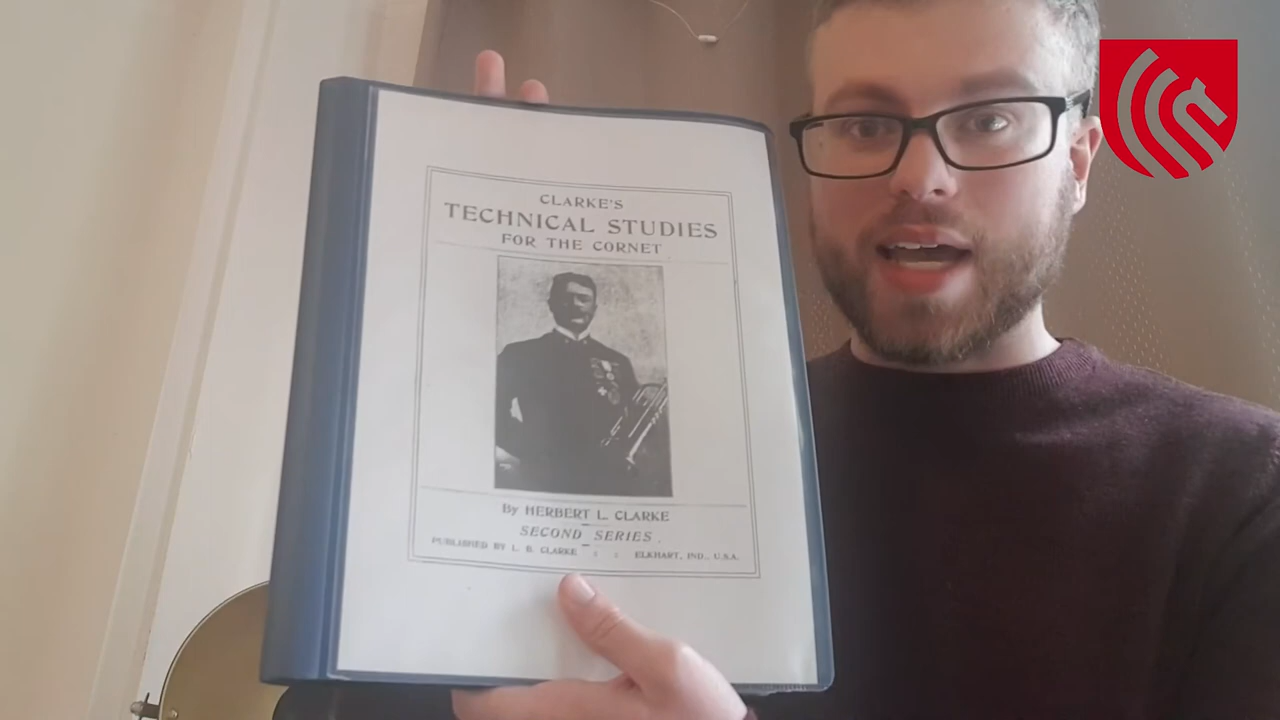 CLARKE'S
TECHNICAL STUDIES
FOR THE CORNET
By HERBERT L. CLARKE
SECOND SERIES
PUBLISHED BY L. B. CLARKE ELKHART, IND., U.S.A.